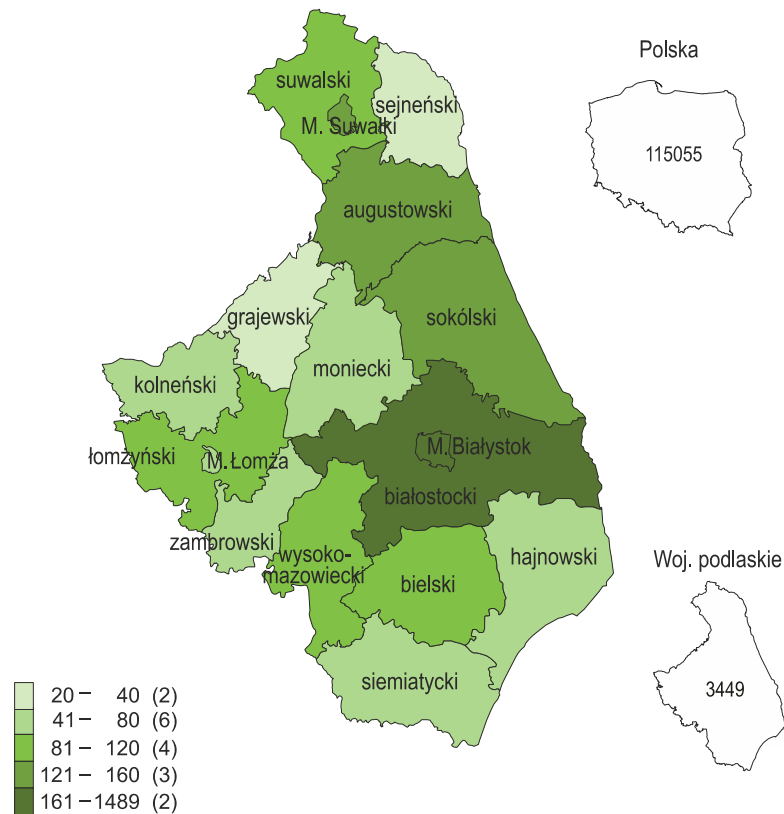 Polska
115055
suwalski
sejneński
M. Suwałki
augustowski
grajewski
sokólski
moniecki
kolneński
łomżyński
M. Łomża
M. Białystok
białostocki
zambrowski
wysoko-
mazowiecki
bielski
hajnowski
siemiatycki
Woj. podlaskie
3449
20 – 40 (2)
41 – 80 (6)
81 – 120 (4)
121 – 160 (3)
161 – 1489 (2)